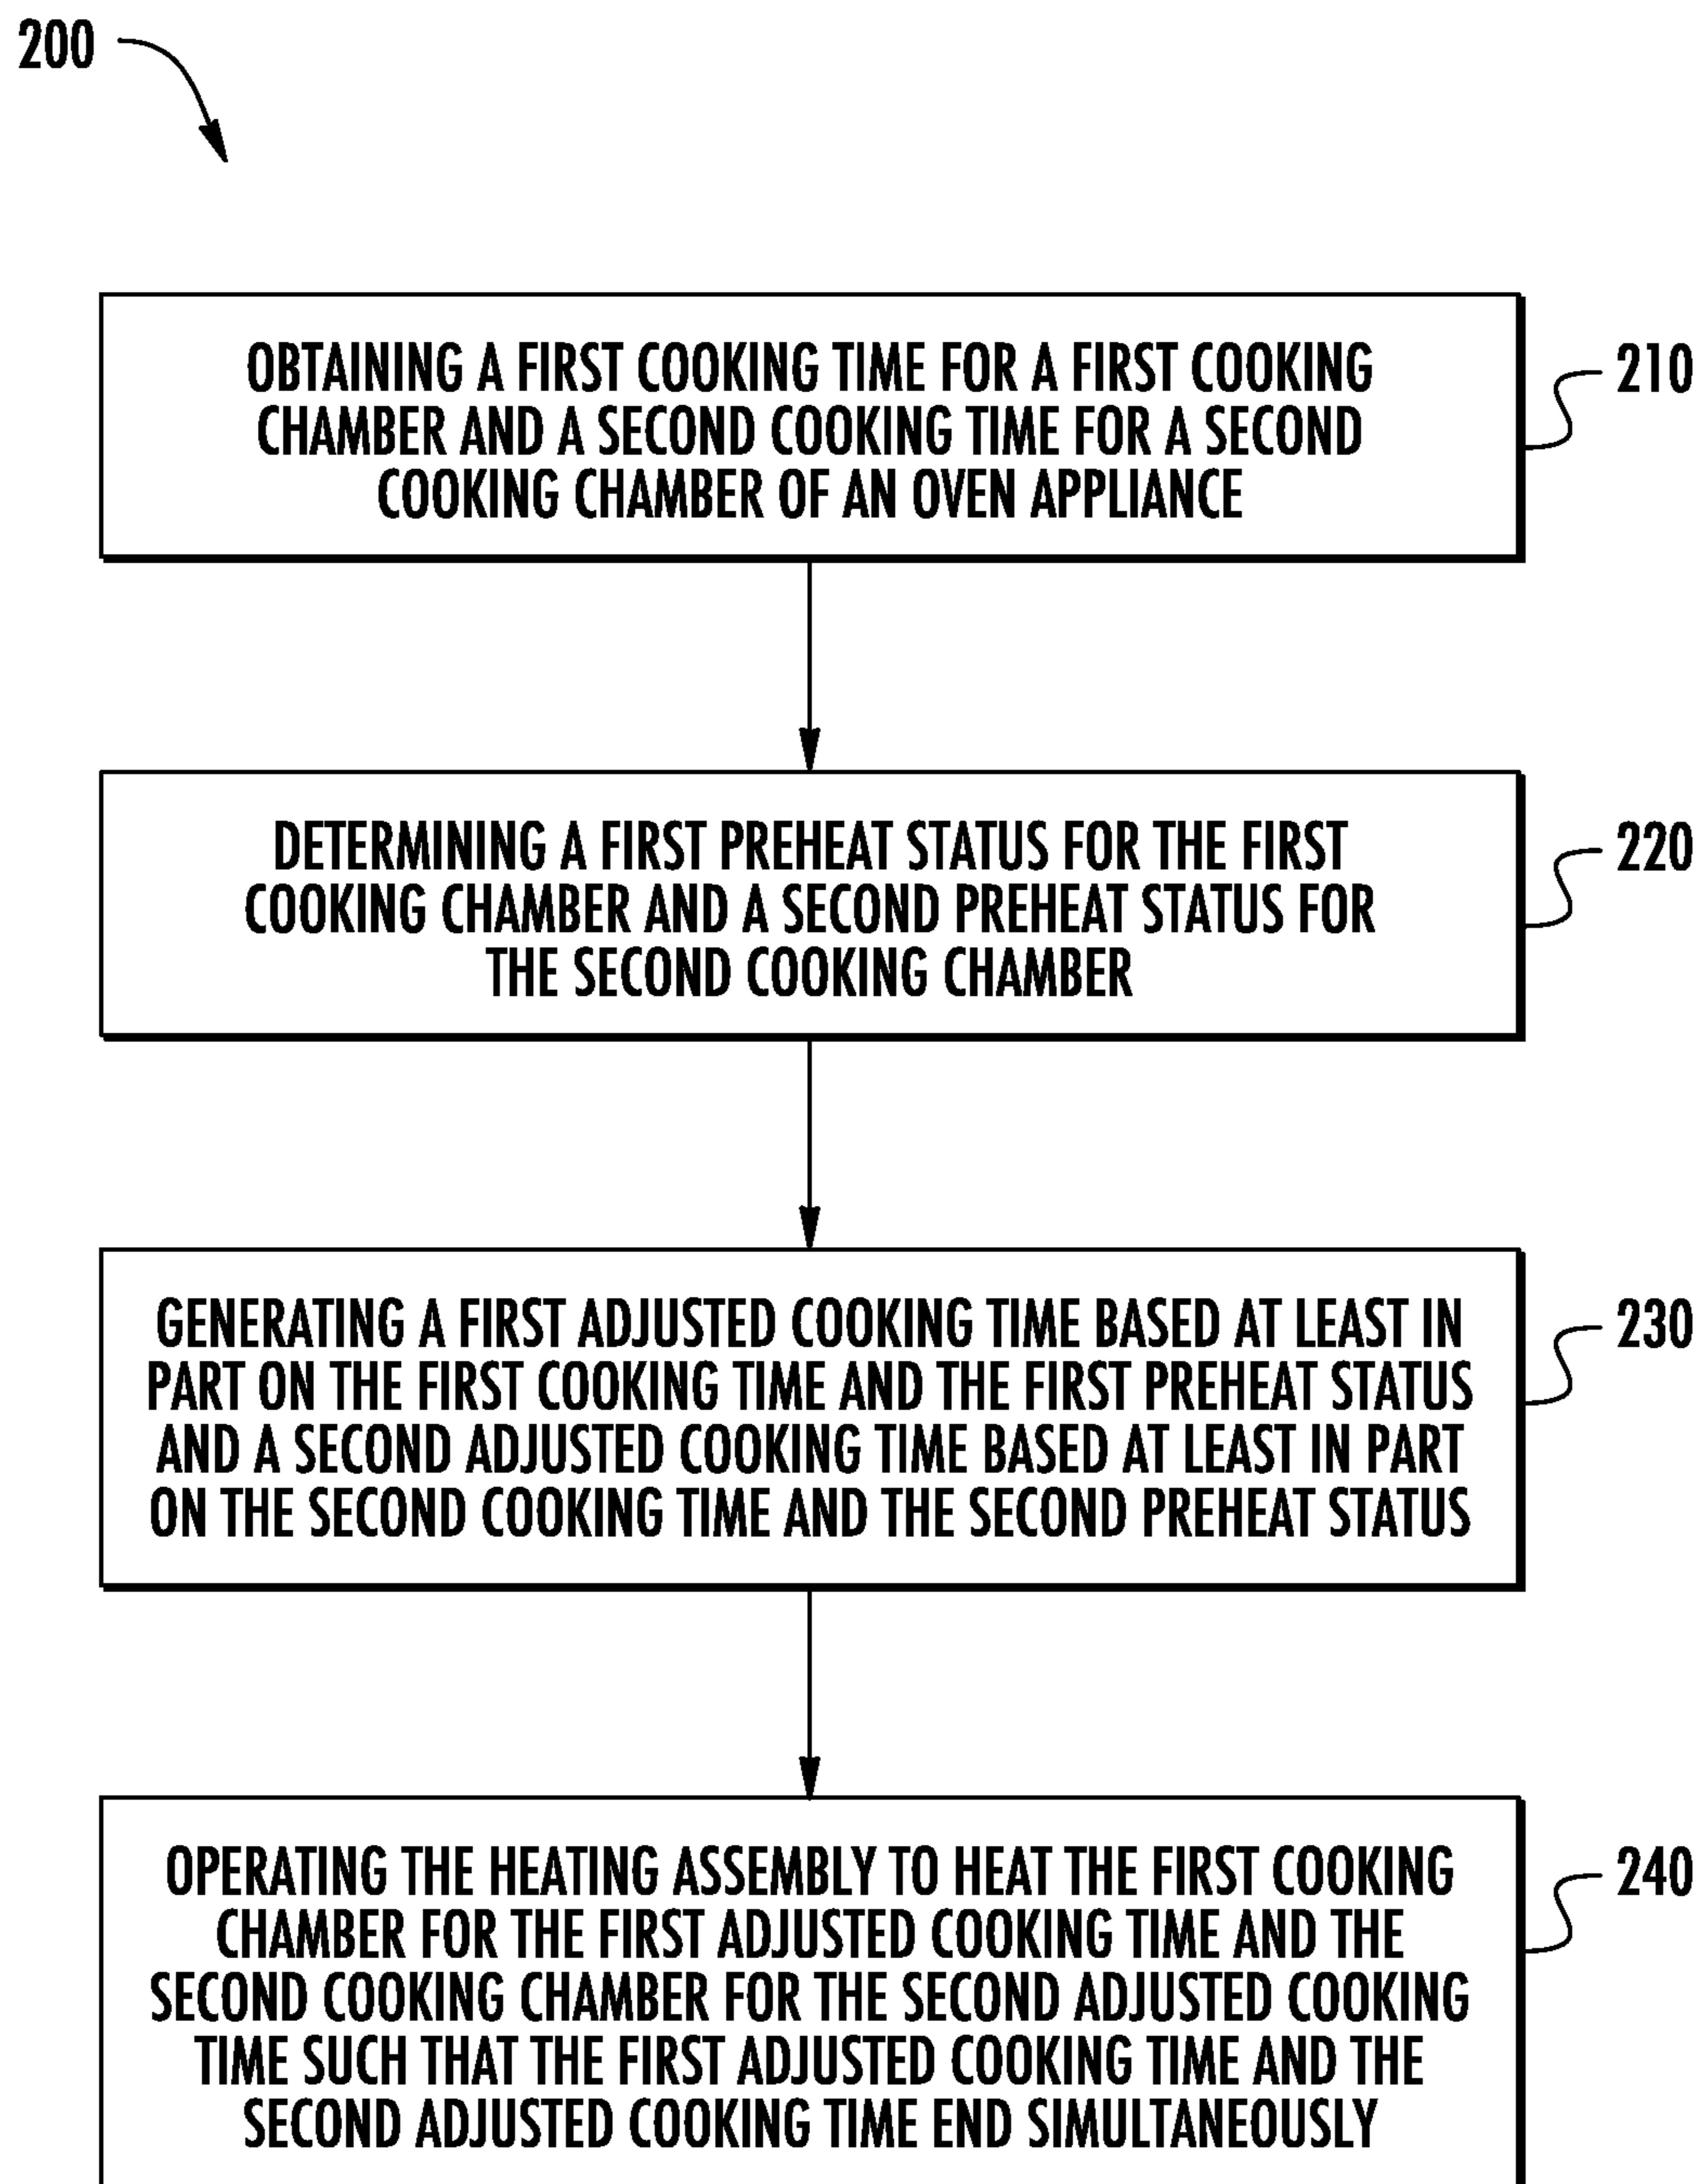 200
OBTAINING A FIRST COOKING TIME FOR A FIRST COOKING
CHAMBER AND A SECOND COOKING TIME FOR A SECOND
COOKING CHAMBER OF AN OVEN APPLIANCE
210
DETERMINING A FIRST PREHEAT STATUS FOR THE FIRST
COOKING CHAMBER AND A SECOND PREHEAT STATUS FOR
THE SECOND COOKING CHAMBER
220
GENERATING A FIRST ADJUSTED COOKING TIME BASED AT LEAST IN
PART ON THE FIRST COOKING TIME AND THE FIRST PREHEAT STATUS
AND A SECOND ADJUSTED COOKING TIME BASED AT LEAST IN PART
ON THE SECOND COOKING TIME AND THE SECOND PREHEAT STATUS
230
OPERATING THE HEATING ASSEMBLY TO HEAT THE FIRST COOKING
CHAMBER FOR THE FIRST ADJUSTED COOKING TIME AND THE
SECOND COOKING CHAMBER FOR THE SECOND ADJUSTED COOKING
TIME SUCH THAT THE FIRST ADJUSTED COOKING TIME AND THE
SECOND ADJUSTED COOKING TIME END SIMULTANEOUSLY
240